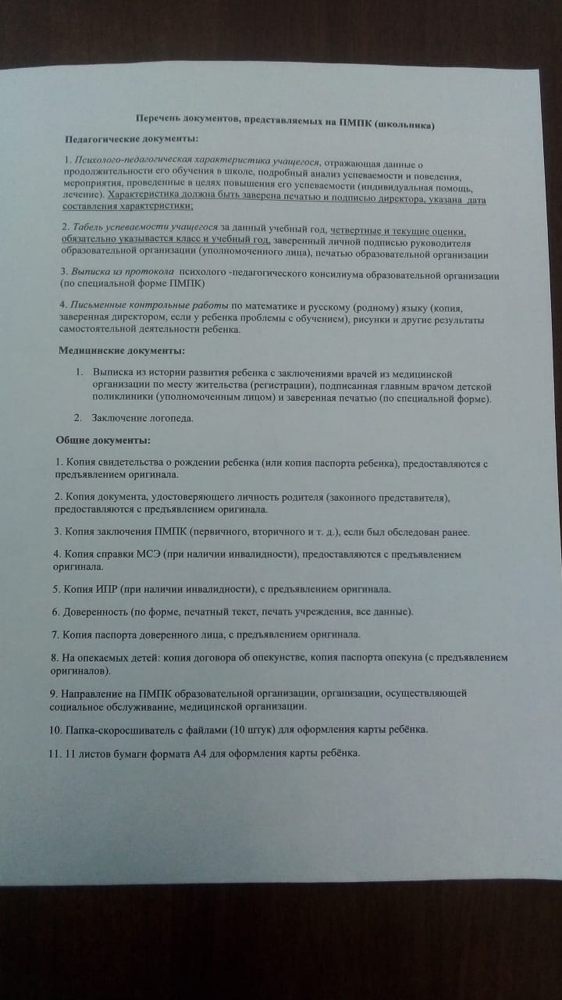 Перечень документов, представляемых на ПМПК (школьника)
Педагогические документы:
1. Психолого-педагогическая характеристика учащегося, отражающая данные о
продолжительности его обучения в школе, подробный анализ успеваемости и поведения,
мероприятия, проведенные в целях повышения его успеваемости (индивидуальная помощь,
лечение). Характеристика должна быть заверена печатью и подписью директора, указана дата
составления характеристики;
2. Табель успеваемости учащегося за данный учебный год, четвертные и текущие оценки,
обязательно указывается класс и учебный год, заверенный личной подписью руководителя
образовательной организации (уполномоченного лица), печатью образовательной организации
3. Выписка из протокола психолого -педагогического консилиума образовательной организации
(по специальной форме ПМПК)
4. Письменные контрольные работы по математике и русскому (родному) языку (копия,
заверенная директором, если у ребенка проблемы с обучением), рисунки и другие результаты
самостоятельной деятельности ребенка.
Медицинские документы:
1. Выписка из истории развития ребенка с заключениями врачей из медицинской
организации по месту жительства (регистрации), подписанная главным врачом детской
поликлиники (уполномоченным лицом) и заверенная печатью (по специальной форме).
2. Заключение логопеда.
Общие документы:
1. Копия свидетельства о рождении ребенка (или копия паспорта ребенка), предоставляются с
предъявлением оригинала.
2. Копия документа, удостоверяющего личность родителя (законного представителя),
предоставляются с предъявлением оригинала.
3. Копия заключения ПМПК (первичного, вторичного и т. д.), если был обследован ранее.
4. Копия справки МСЭ (при наличии инвалидности), предоставляются с предъявлением
оригинала.
5. Копия ИПР (при наличии инвалидности), с предъявлением оригинала.
6. Доверенность (по форме, печатный текст, печать учреждения, все данные).
7. Копия паспорта доверенного лица, с предъявлением оригинала.
8. На опекаемых детей: копия договора об опекунстве, копия паспорта опекуна (с предъявлением
оригиналов).
9. Направление на ПМПК образовательной организации, организации, осуществляющей
социальное обслуживание, медицинской организации.
10. Папка-скоросшиватель с файлами (10 штук) для оформления карты ребёнка.
11. 11 листов бумаги формата А4 для оформления карты ребёнка.